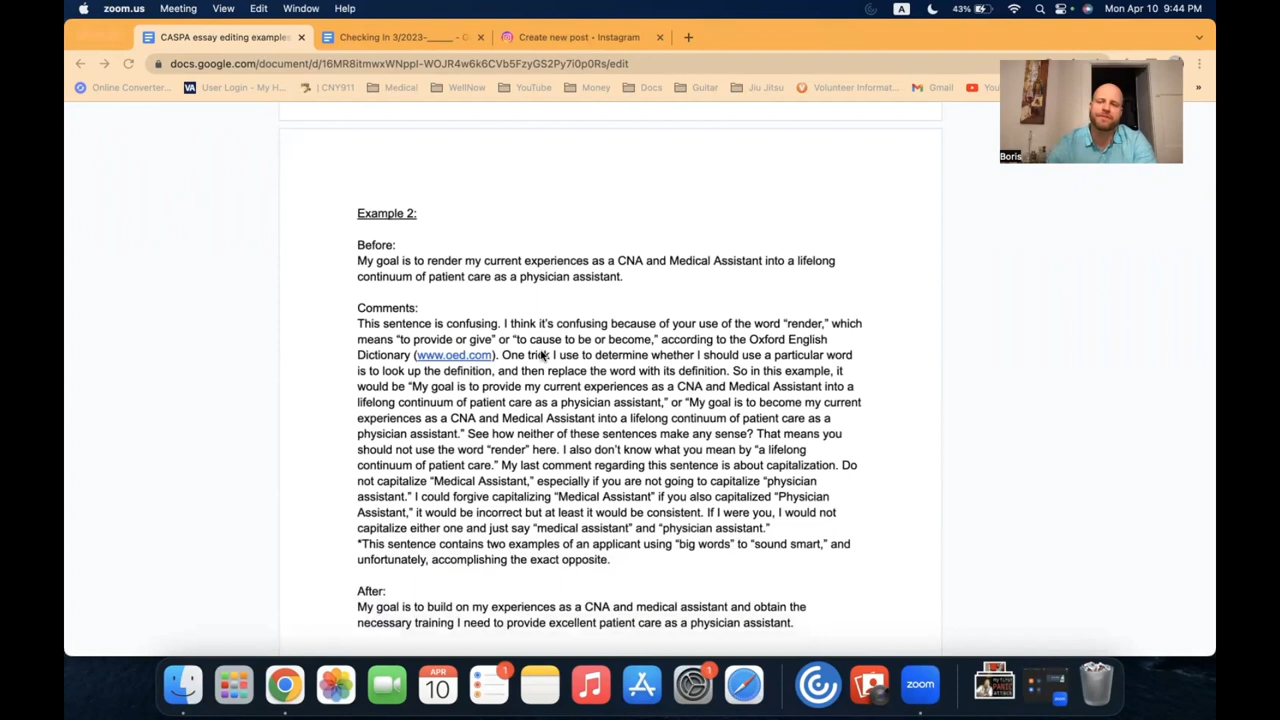 zoom.us Meeting View Edit Window Help A 43% Mon Apr 10 9:44 PM
CASPA essay editing examples Checking In 3/2023-______ - G Create new post • Instagram
docs.google.com/document/d/16MR8itmwxWNppI-WOJR4w6k6CVb5FzyGS2Py7i0p0Rs/edit
Online Converter... VA User Login - My H... | CNY911 Medical WellNow YouTube Money Docs Guitar Jiu Jitsu Volunteer Informat... Gmail You »
Boris
Example 2:
Before:
My goal is to render my current experiences as a CNA and Medical Assistant into a lifelong
continuum of patient care as a physician assistant.
Comments:
This sentence is confusing. I think it’s confusing because of your use of the word “render,” which
means “to provide or give” or “to cause to be or become,” according to the Oxford English
Dictionary (www.oed.com). One trick I use to determine whether I should use a particular word
is to look up the definition, and then replace the word with its definition. So in this example, it
would be “My goal is to provide my current experiences as a CNA and Medical Assistant into a
lifelong continuum of patient care as a physician assistant,” or “My goal is to become my current
experiences as a CNA and Medical Assistant into a lifelong continuum of patient care as a
physician assistant.” See how neither of these sentences make any sense? That means you
should not use the word “render” here. I also don’t know what you mean by “a lifelong
continuum of patient care.” My last comment regarding this sentence is about capitalization. Do
not capitalize “Medical Assistant,” especially if you are not going to capitalize “physician
assistant.” I could forgive capitalizing “Medical Assistant” if you also capitalized “Physician
Assistant,” it would be incorrect but at least it would be consistent. If I were you, I would not
capitalize either one and just say “medical assistant” and “physician assistant.”
*This sentence contains two examples of an applicant using “big words” to “sound smart,” and
unfortunately, accomplishing the exact opposite.
After:
My goal is to build on my experiences as a CNA and medical assistant and obtain the
necessary training I need to provide excellent patient care as a physician assistant.
APR
10
1
1
zoom